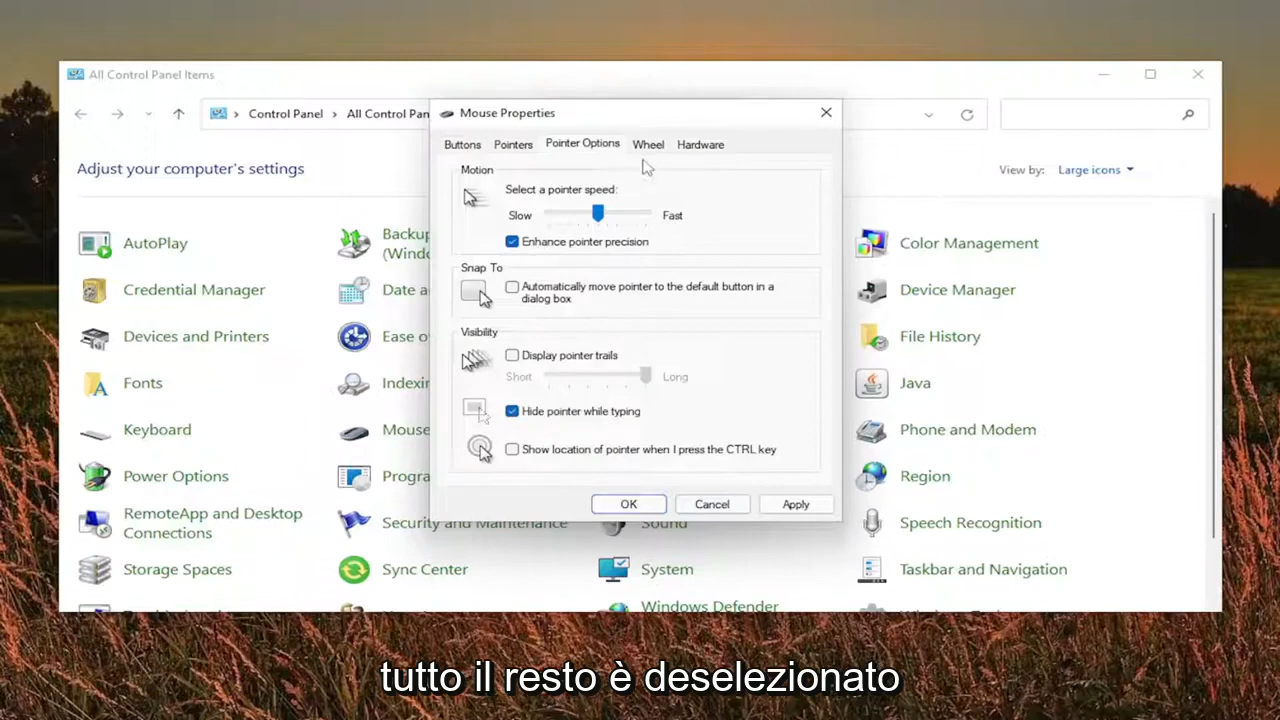 All Control Panel Items
Control Panel
All Control Pan
Adjust your computer's settings
View by:
Large icons
AutoPlay
Credential Manager
Devices and Printers
Fonts
Keyboard
Power Options
RemoteApp and Desktop
Connections
Storage Spaces
Backup
(Windo
Date a
Ease o
Indexin
Mouse
Progra
Security and Maintenance
Sync Center
Sound
System
Windows Defender
Color Management
Device Manager
File History
Java
Phone and Modem
Region
Speech Recognition
Taskbar and Navigation
Mouse Properties
Buttons
Pointers
Pointer Options
Wheel
Hardware
Motion
Select a pointer speed:
Slow
Fast
Enhance pointer precision
Snap To
Automatically move pointer to the default button in a
dialog box
Visibility
Display pointer trails
Short
Long
Hide pointer while typing
Show location of pointer when I press the CTRL key
OK
Cancel
Apply
tutto il resto è deselezionato